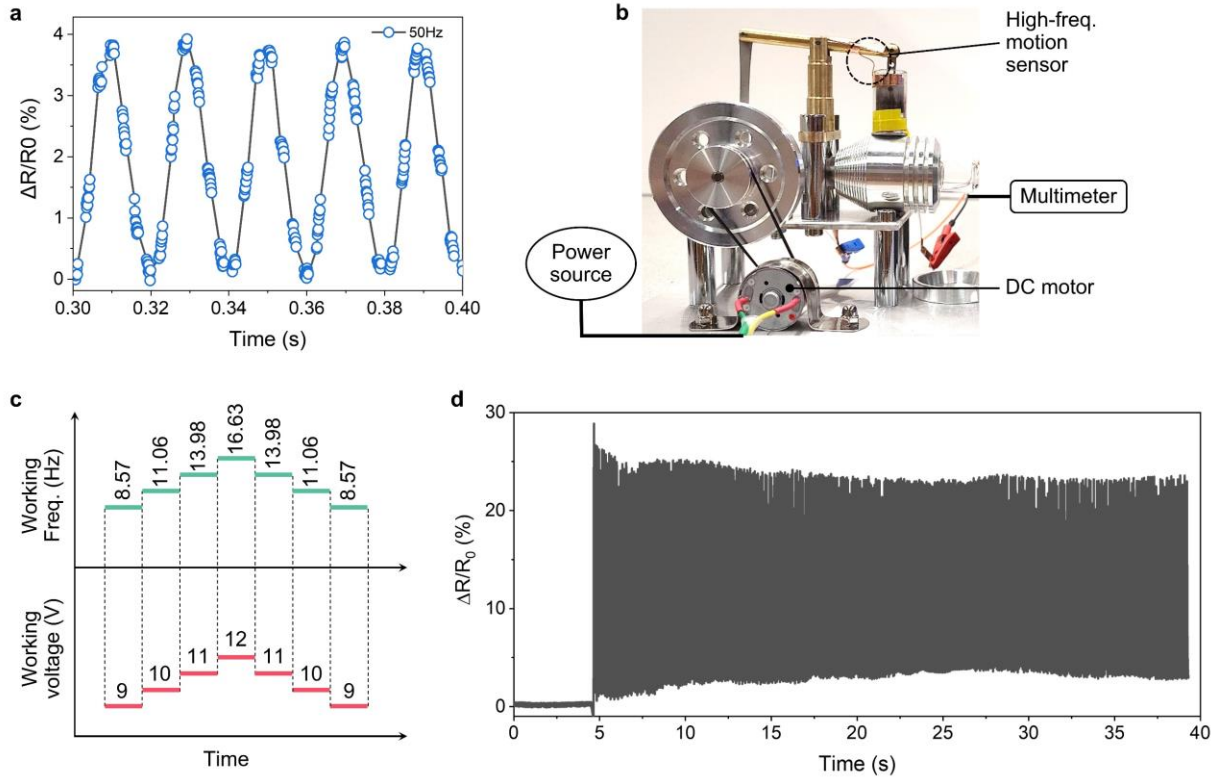 a
50Hz
ΔR/R0 (%)
4
3
2
1
0
0.30
0.32
0.34
0.36
0.38
0.40
Time (s)
b
High-freq.
motion
sensor
Multimeter
Power
source
DC motor
c
Working
Freq. (Hz)
8.57
11.06
13.98
16.63
13.98
11.06
8.57
Working
voltage (V)
9
10
11
12
11
10
9
Time
d
ΔR/R₀ (%)
30
20
10
0
0
5
10
15
20
25
30
35
40
Time (s)